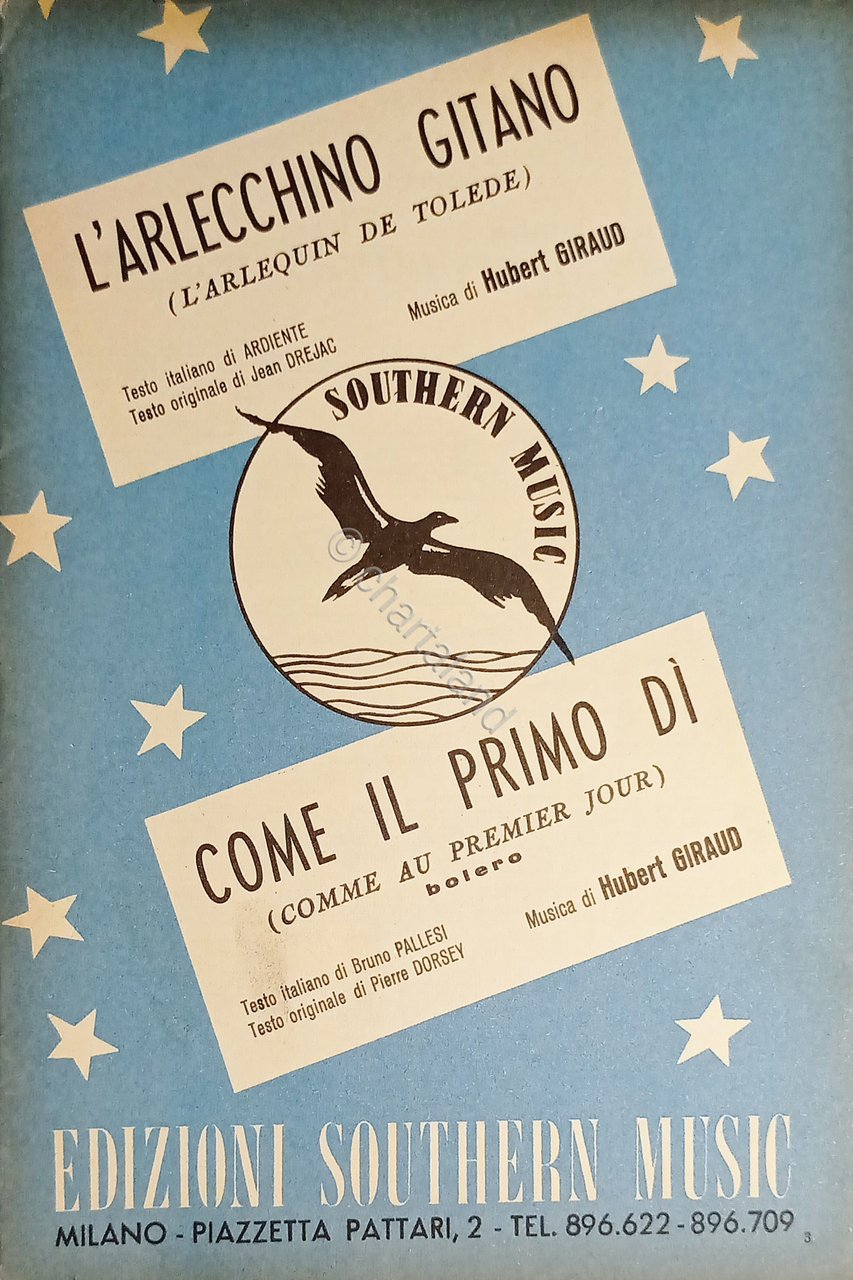 L'ARLECCHINO GITANO
(L'ARLEQUIN DE TOLEDE)
Musica di Hubert GIRAUD
Testo italiano di ARDIENTE
Testo originale di Jean DREJAC
SOUTHERN MUSIC
© chartaland
COME IL PRIMO DÌ
(COMME AU PREMIER JOUR)
bolero
Musica di Hubert GIRAUD
Testo italiano di Bruno PALLESI
Testo originale di Pierre DORSEY
EDIZIONI SOUTHERN MUSIC
MILANO - PIAZZETTA PATTARI, 2 - TEL. 896.622 - 896.709
3